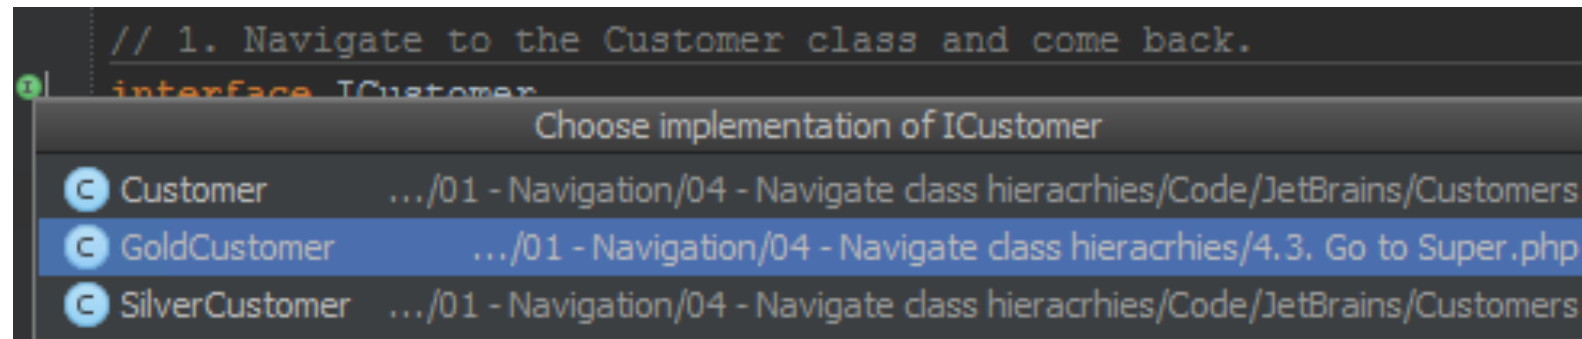 // 1. Navigate to the Customer class and come back.
I interface ICustomer
Choose implementation of ICustomer
C Customer .../01 - Navigation/04 - Navigate class hieracrhies/Code/JetBrains/Customers
C GoldCustomer .../01 - Navigation/04 - Navigate class hieracrhies/4.3. Go to Super.php
C SilverCustomer .../01 - Navigation/04 - Navigate class hieracrhies/Code/JetBrains/Customers